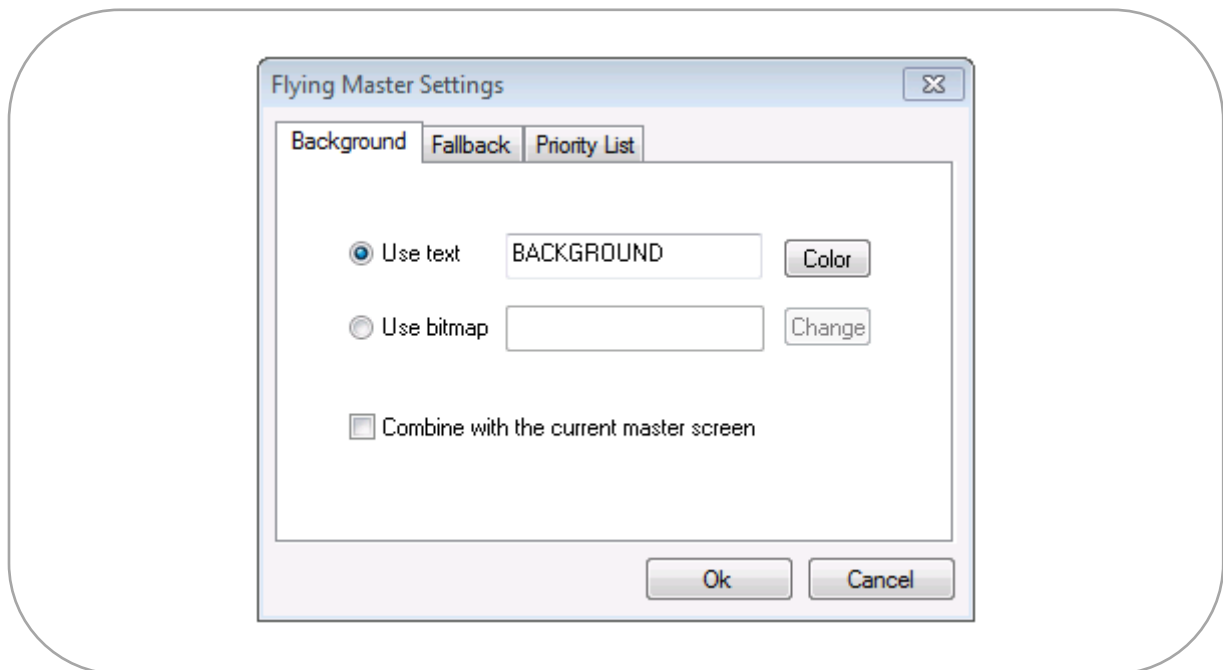 Flying Master Settings
Background Fallback Priority List
Use text BACKGROUND Color
Use bitmap Change
Combine with the current master screen
Ok Cancel